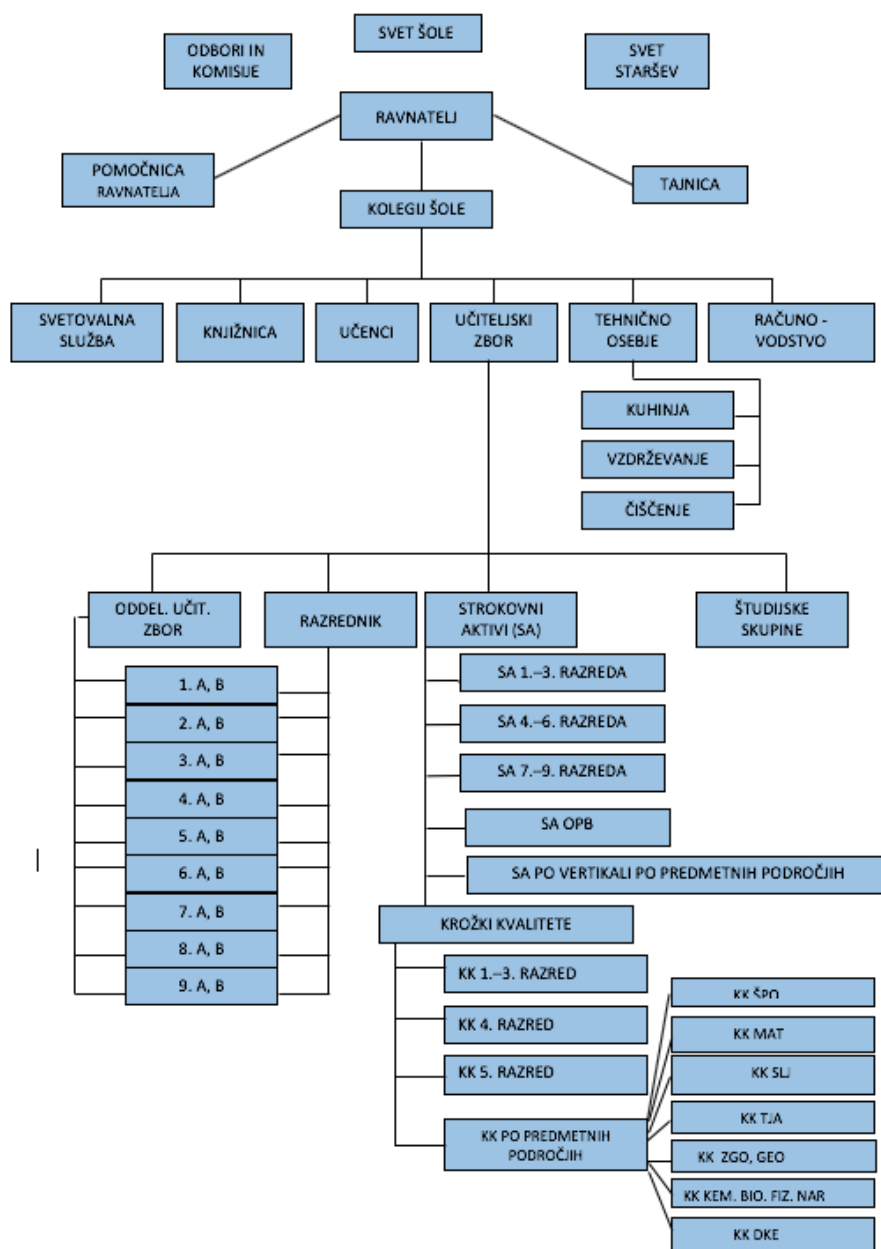 SVET ŠOLE
ODBORI IN
KOMISIJE
SVET
STARŠEV
RAVNATELJ
POMOČNICA
RAVNATELJA
TAJNICA
KOLEGIJ ŠOLE
SVETOVALNA
SLUŽBA
KNJIŽNICA
UČENCI
UČITELJSKI
ZBOR
TEHNIČNO
OSEBJE
RAČUNO -
VODSTVO
KUHINJA
VZDRŽEVANJE
ČIŠČENJE
ODDEL. UČIT.
ZBOR
RAZREDNIK
STROKOVNI
AKTIVI (SA)
ŠTUDIJSKE
SKUPINE
1. A, B
2. A, B
3. A, B
4. A, B
5. A, B
6. A, B
7. A, B
8. A, B
9. A, B
SA 1.–3. RAZREDA
SA 4.–6. RAZREDA
SA 7.–9. RAZREDA
SA OPB
SA PO VERTIKALI PO PREDMETNIH PODROČJIH
KROŽKI KVALITETE
KK 1.–3. RAZRED
KK 4. RAZRED
KK 5. RAZRED
KK PO PREDMETNIH
PODROČJIH
KK ŠPO
KK MAT
KK SLJ
KK TJA
KK ZGO, GEO
KK KEM. BIO. FIZ. NAR
KK DKE